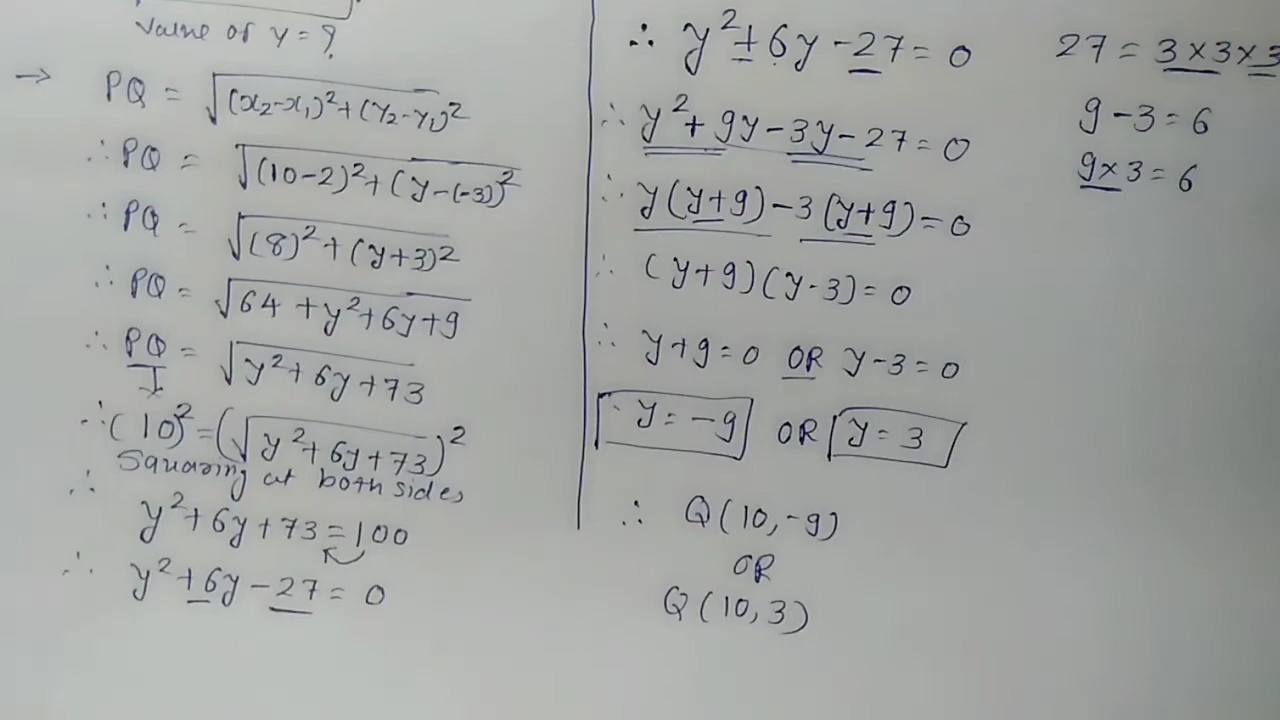 Value of y = ?
→ PQ = √(x₂-x₁)²+(y₂-y₁)²
∴ PQ = √(10-2)²+(y-(-3)²
∴ PQ = √(8)²+(y+3)²
∴ PQ = √64+y²+6y+9
∴ PQ = √y²+6y+73
∴ (10)²=(√y²+6y+73)²
Squaring at both sides,
∴ y²+6y+73=100
∴ y²+6y-27=0
∴ y²+6y-27=0
∴ y²+9y-3y-27=0
∴ y(y+9)-3(y+9)=0
∴ (y+9)(y-3)=0
∴ y+9=0 OR y-3=0
∴ y=-9 OR y=3
∴ Q(10,-9)
OR
Q(10,3)
27=3×3×3
9-3=6
9×3=6